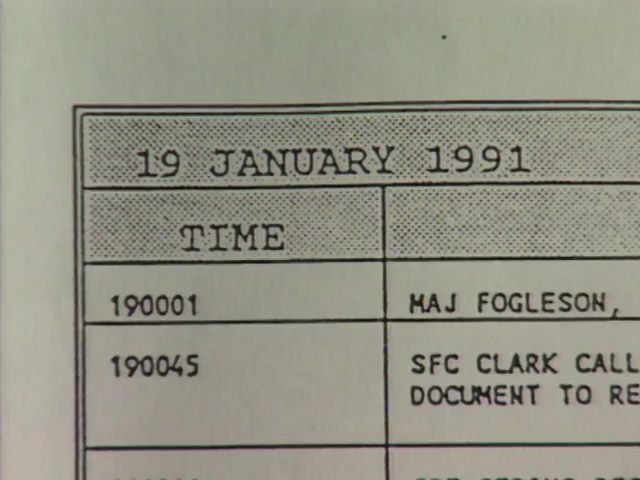 19 JANUARY 1991
TIME
190001 MAJ FOGLESON,
190045 SFC CLARK CALL
DOCUMENT TO RE